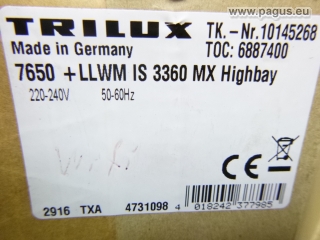 www.pagus.eu
TRILUX TK.-Nr.10145268
Made in Germany TOC: 6887400
7650 +LLWM IS 3360 MX Highbay
220-240V 50-60Hz
CE
2916 TXA 4731098 4 018242 377985